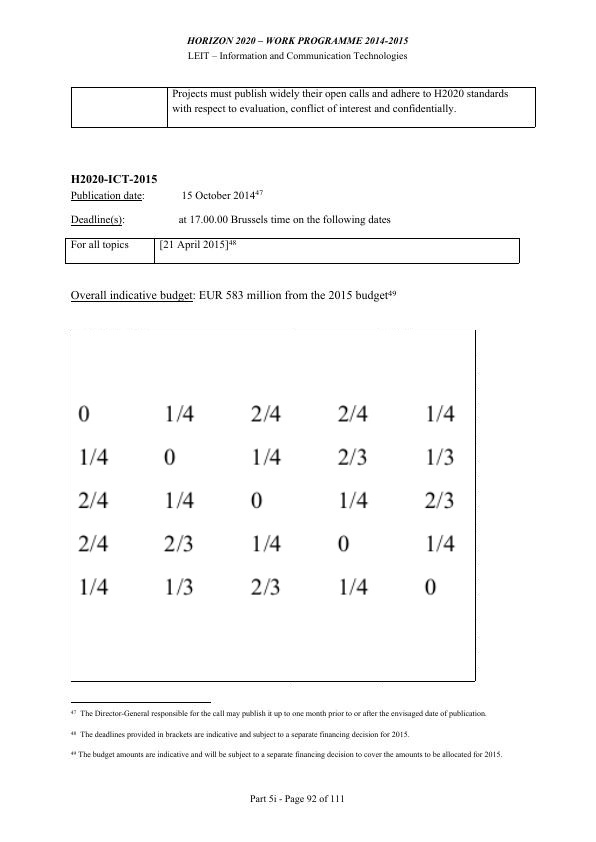 HORIZON 2020 – WORK PROGRAMME 2014-2015
LEIT – Information and Communication Technologies
Projects must publish widely their open calls and adhere to H2020 standards
with respect to evaluation, conflict of interest and confidentially.
H2020-ICT-2015
Publication date: 15 October 2014⁴⁷
Deadline(s): at 17.00.00 Brussels time on the following dates
For all topics [21 April 2015]⁴⁸
Overall indicative budget: EUR 583 million from the 2015 budget⁴⁹
0 1/4 2/4 2/4 1/4
1/4 0 1/4 2/3 1/3
2/4 1/4 0 1/4 2/3
2/4 2/3 1/4 0 1/4
1/4 1/3 2/3 1/4 0
⁴⁷ The Director-General responsible for the call may publish it up to one month prior to or after the envisaged date of publication.
⁴⁸ The deadlines provided in brackets are indicative and subject to a separate financing decision for 2015.
⁴⁹ The budget amounts are indicative and will be subject to a separate financing decision to cover the amounts to be allocated for 2015.
Part 5i - Page 92 of 111